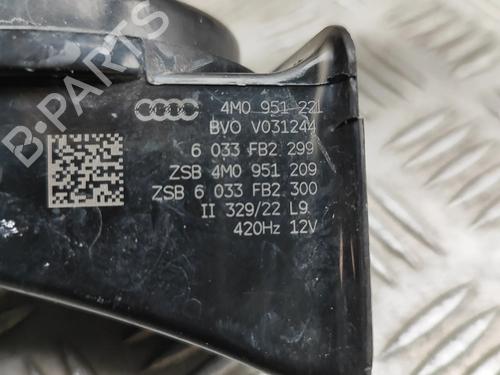 4M0 951 221
BVO V031244
6 033 FB2 299
ZSB 4M0 951 209
ZSB 6 033 FB2 300
II 329/22 L9
420Hz 12V
B-Parts